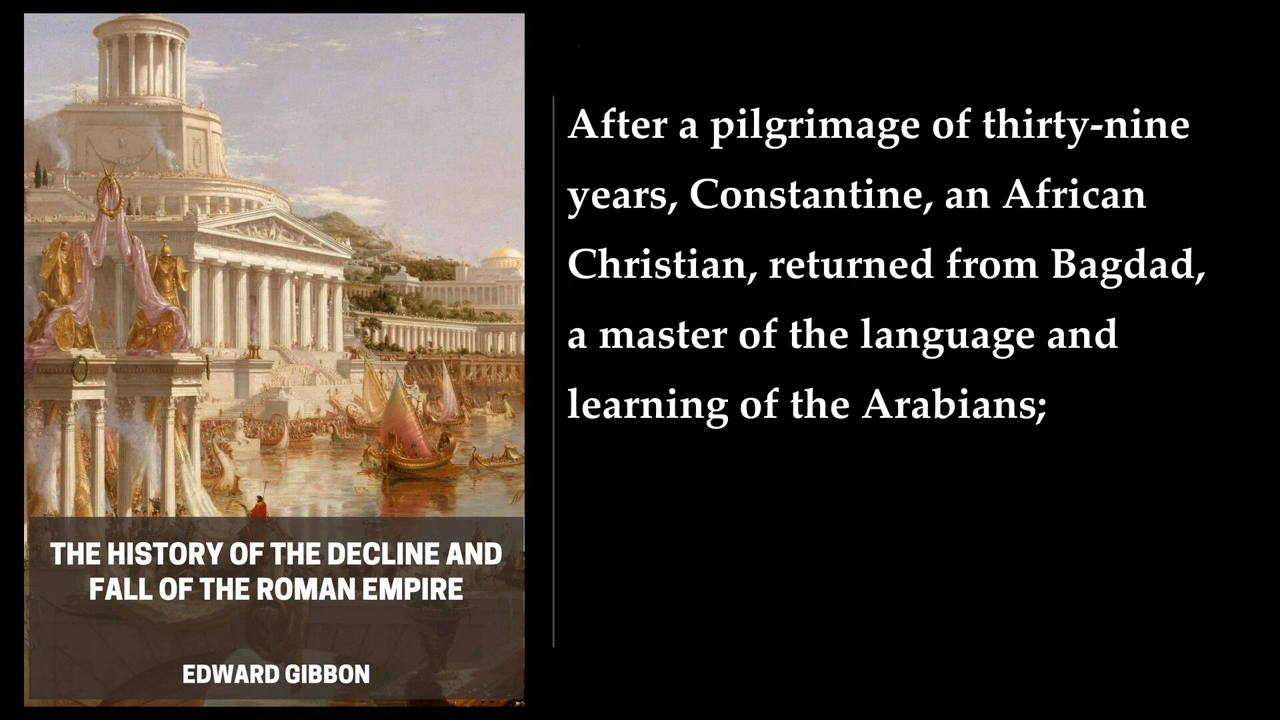 THE HISTORY OF THE DECLINE AND
FALL OF THE ROMAN EMPIRE
EDWARD GIBBON
After a pilgrimage of thirty-nine
years, Constantine, an African
Christian, returned from Bagdad,
a master of the language and
learning of the Arabians;